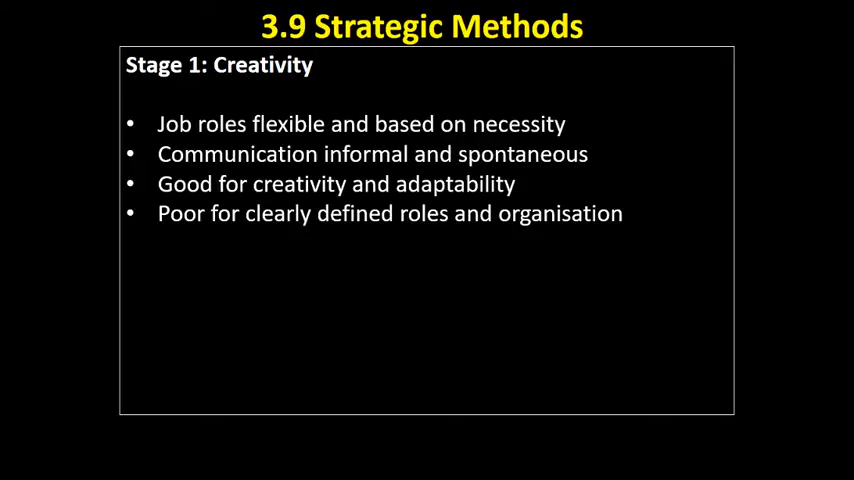 3.9 Strategic Methods
Stage 1: Creativity
• Job roles flexible and based on necessity
• Communication informal and spontaneous
• Good for creativity and adaptability
• Poor for clearly defined roles and organisation